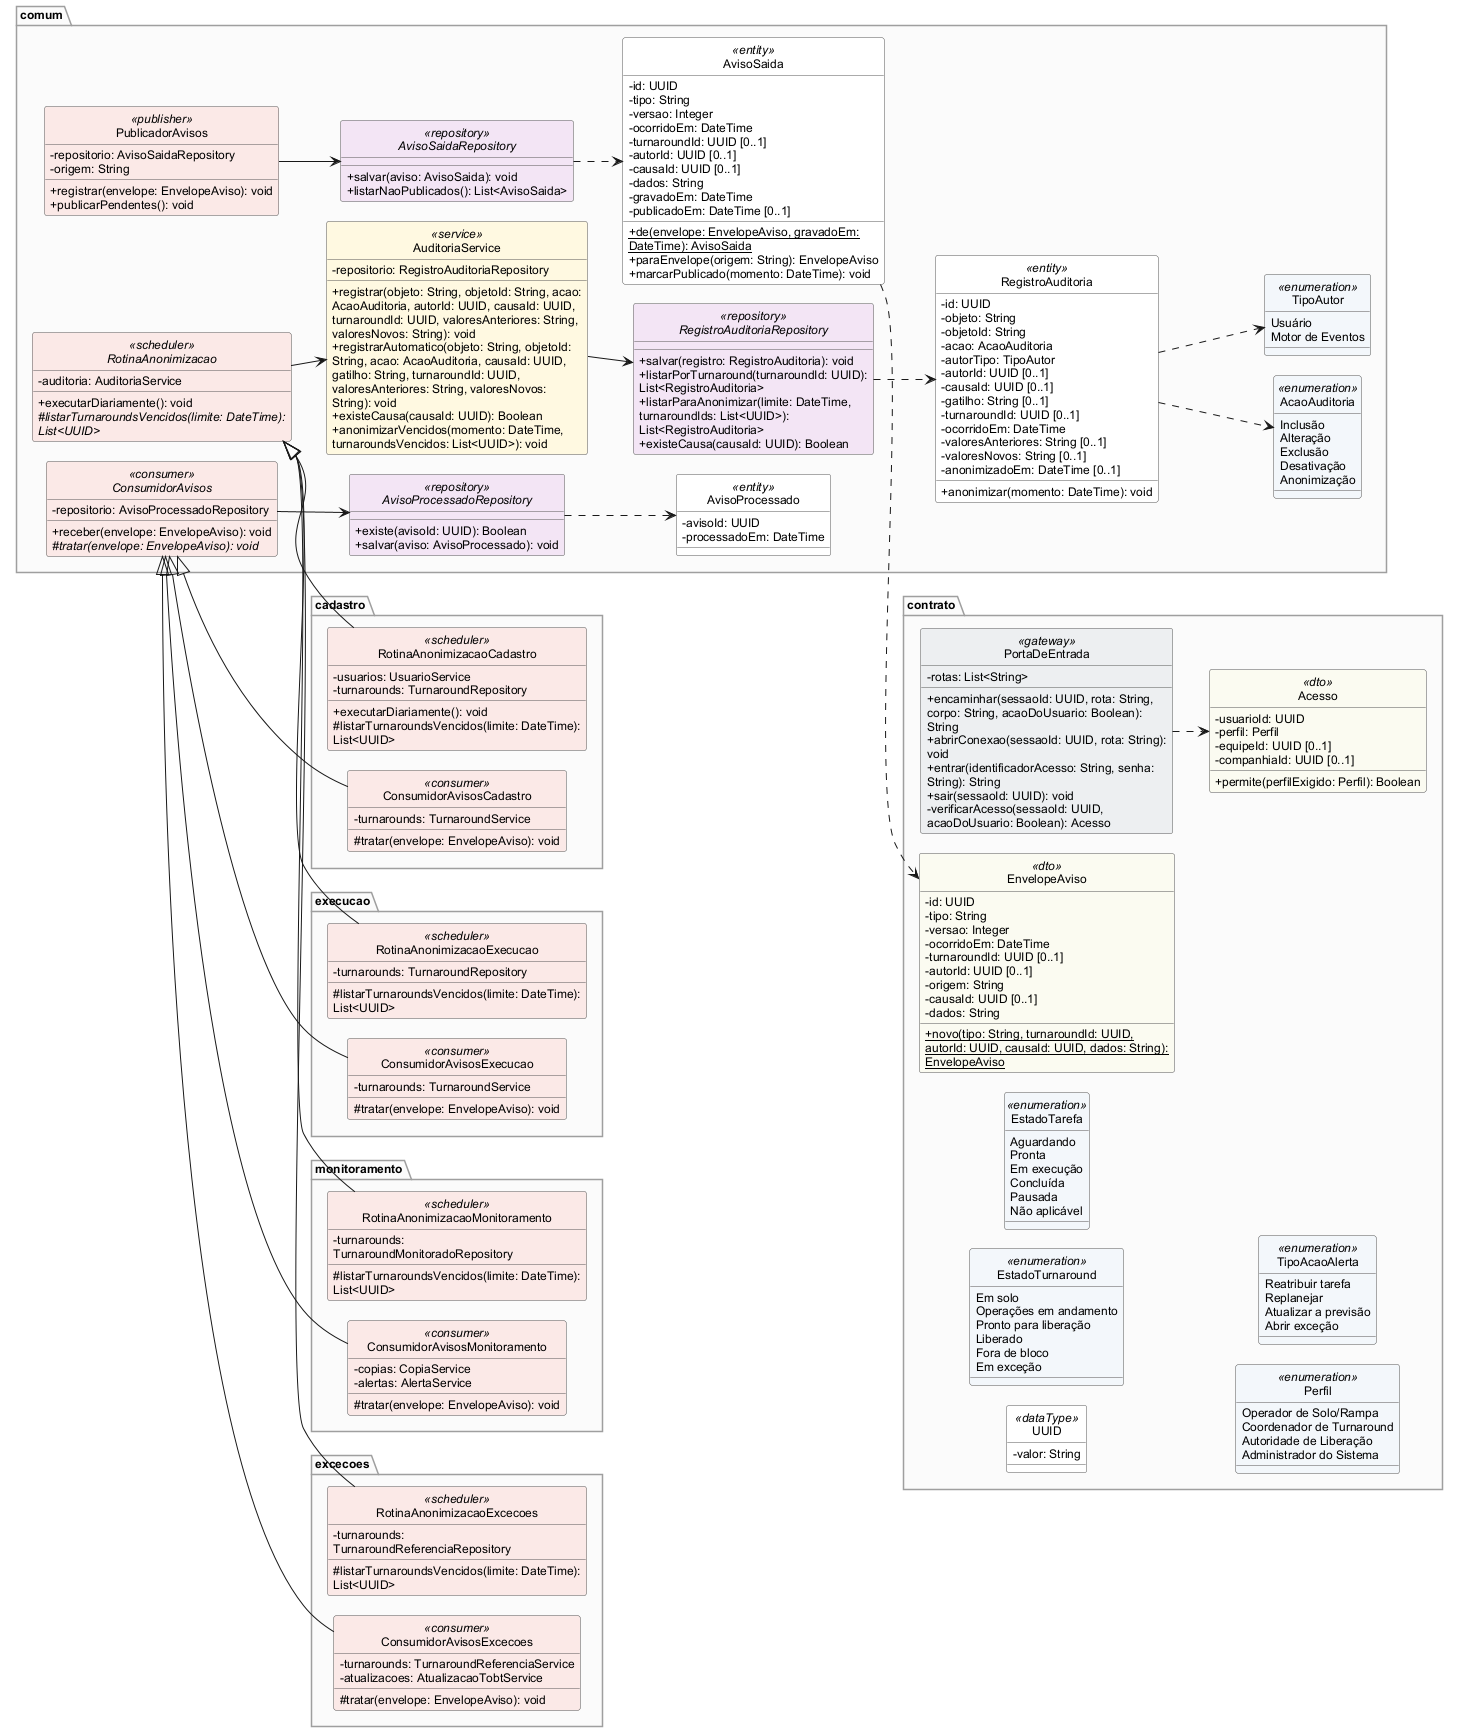 comum
«publisher»
PublicadorAvisos
-repositorio: AvisoSaidaRepository
-origem: String
+registrar(envelope: EnvelopeAviso): void
+publicarPendentes(): void
«repository»
AvisoSaidaRepository
+salvar(aviso: AvisoSaida): void
+listarNaoPublicados(): List<AvisoSaida>
«entity»
AvisoSaida
-id: UUID
-tipo: String
-versao: Integer
-ocorridoEm: DateTime
-turnaroundId: UUID [0..1]
-autorId: UUID [0..1]
-causaId: UUID [0..1]
-dados: String
-gravadoEm: DateTime
-publicadoEm: DateTime [0..1]
+de(envelope: EnvelopeAviso, gravadoEm:
DateTime): AvisoSaida
+paraEnvelope(origem: String): EnvelopeAviso
+marcarPublicado(momento: DateTime): void
«scheduler»
RotinaAnonimizacao
-auditoria: AuditoriaService
+executarDiariamente(): void
#listarTurnaroundsVencidos(limite: DateTime):
List<UUID>
«service»
AuditoriaService
-repositorio: RegistroAuditoriaRepository
+registrar(objeto: String, objetoId: String, acao:
AcaoAuditoria, autorId: UUID, causaId: UUID,
turnaroundId: UUID, valoresAnteriores: String,
valoresNovos: String): void
+registrarAutomatico(objeto: String, objetoId:
String, acao: AcaoAuditoria, causaId: UUID,
gatilho: String, turnaroundId: UUID,
valoresAnteriores: String, valoresNovos:
String): void
+existeCausa(causaId: UUID): Boolean
+anonimizarVencidos(momento: DateTime,
turnaroundsVencidos: List<UUID>): void
«repository»
RegistroAuditoriaRepository
+salvar(registro: RegistroAuditoria): void
+listarPorTurnaround(turnaroundId: UUID):
List<RegistroAuditoria>
+listarParaAnonimizar(limite: DateTime,
turnaroundIds: List<UUID>):
List<RegistroAuditoria>
+existeCausa(causaId: UUID): Boolean
«entity»
RegistroAuditoria
-id: UUID
-objeto: String
-objetoId: String
-acao: AcaoAuditoria
-autorTipo: TipoAutor
-autorId: UUID [0..1]
-causaId: UUID [0..1]
-gatilho: String [0..1]
-turnaroundId: UUID [0..1]
-ocorridoEm: DateTime
-valoresAnteriores: String [0..1]
-valoresNovos: String [0..1]
-anonimizadoEm: DateTime [0..1]
+anonimizar(momento: DateTime): void
«enumeration»
TipoAutor
Usuário
Motor de Eventos
«enumeration»
AcaoAuditoria
Inclusão
Alteração
Exclusão
Desativação
Anonimização
«consumer»
ConsumidorAvisos
-repositorio: AvisoProcessadoRepository
+receber(envelope: EnvelopeAviso): void
#tratar(envelope: EnvelopeAviso): void
«repository»
AvisoProcessadoRepository
+existe(avisoId: UUID): Boolean
+salvar(aviso: AvisoProcessado): void
«entity»
AvisoProcessado
-avisoId: UUID
-processadoEm: DateTime
cadastro
«scheduler»
RotinaAnonimizacaoCadastro
-usuarios: UsuarioService
-turnarounds: TurnaroundRepository
+executarDiariamente(): void
#listarTurnaroundsVencidos(limite: DateTime):
List<UUID>
«consumer»
ConsumidorAvisosCadastro
-turnarounds: TurnaroundService
#tratar(envelope: EnvelopeAviso): void
execucao
«scheduler»
RotinaAnonimizacaoExecucao
-turnarounds: TurnaroundRepository
#listarTurnaroundsVencidos(limite: DateTime):
List<UUID>
«consumer»
ConsumidorAvisosExecucao
-turnarounds: TurnaroundService
#tratar(envelope: EnvelopeAviso): void
monitoramento
«scheduler»
RotinaAnonimizacaoMonitoramento
-turnarounds:
TurnaroundMonitoradoRepository
#listarTurnaroundsVencidos(limite: DateTime):
List<UUID>
«consumer»
ConsumidorAvisosMonitoramento
-copias: CopiaService
-alertas: AlertaService
#tratar(envelope: EnvelopeAviso): void
excecoes
«scheduler»
RotinaAnonimizacaoExcecoes
-turnarounds:
TurnaroundReferenciaRepository
#listarTurnaroundsVencidos(limite: DateTime):
List<UUID>
«consumer»
ConsumidorAvisosExcecoes
-turnarounds: TurnaroundReferenciaService
-atualizacoes: AtualizacaoTobtService
#tratar(envelope: EnvelopeAviso): void
contrato
«gateway»
PortaDeEntrada
-rotas: List<String>
+encaminhar(sessaoId: UUID, rota: String,
corpo: String, acaoDoUsuario: Boolean):
String
+abrirConexao(sessaoId: UUID, rota: String):
void
+entrar(identificadorAcesso: String, senha:
String): String
+sair(sessaoId: UUID): void
-verificarAcesso(sessaoId: UUID,
acaoDoUsuario: Boolean): Acesso
«dto»
Acesso
-usuarioId: UUID
-perfil: Perfil
-equipeId: UUID [0..1]
-companhiaId: UUID [0..1]
+permite(perfilExigido: Perfil): Boolean
«dto»
EnvelopeAviso
-id: UUID
-tipo: String
-versao: Integer
-ocorridoEm: DateTime
-turnaroundId: UUID [0..1]
-autorId: UUID [0..1]
-origem: String
-causaId: UUID [0..1]
-dados: String
+novo(tipo: String, turnaroundId: UUID,
autorId: UUID, causaId: UUID, dados: String):
EnvelopeAviso
«enumeration»
EstadoTarefa
Aguardando
Pronta
Em execução
Concluída
Pausada
Não aplicável
«enumeration»
EstadoTurnaround
Em solo
Operações em andamento
Pronto para liberação
Liberado
Fora de bloco
Em exceção
«enumeration»
TipoAcaoAlerta
Reatribuir tarefa
Replanejar
Atualizar a previsão
Abrir exceção
«dataType»
UUID
-valor: String
«enumeration»
Perfil
Operador de Solo/Rampa
Coordenador de Turnaround
Autoridade de Liberação
Administrador do Sistema